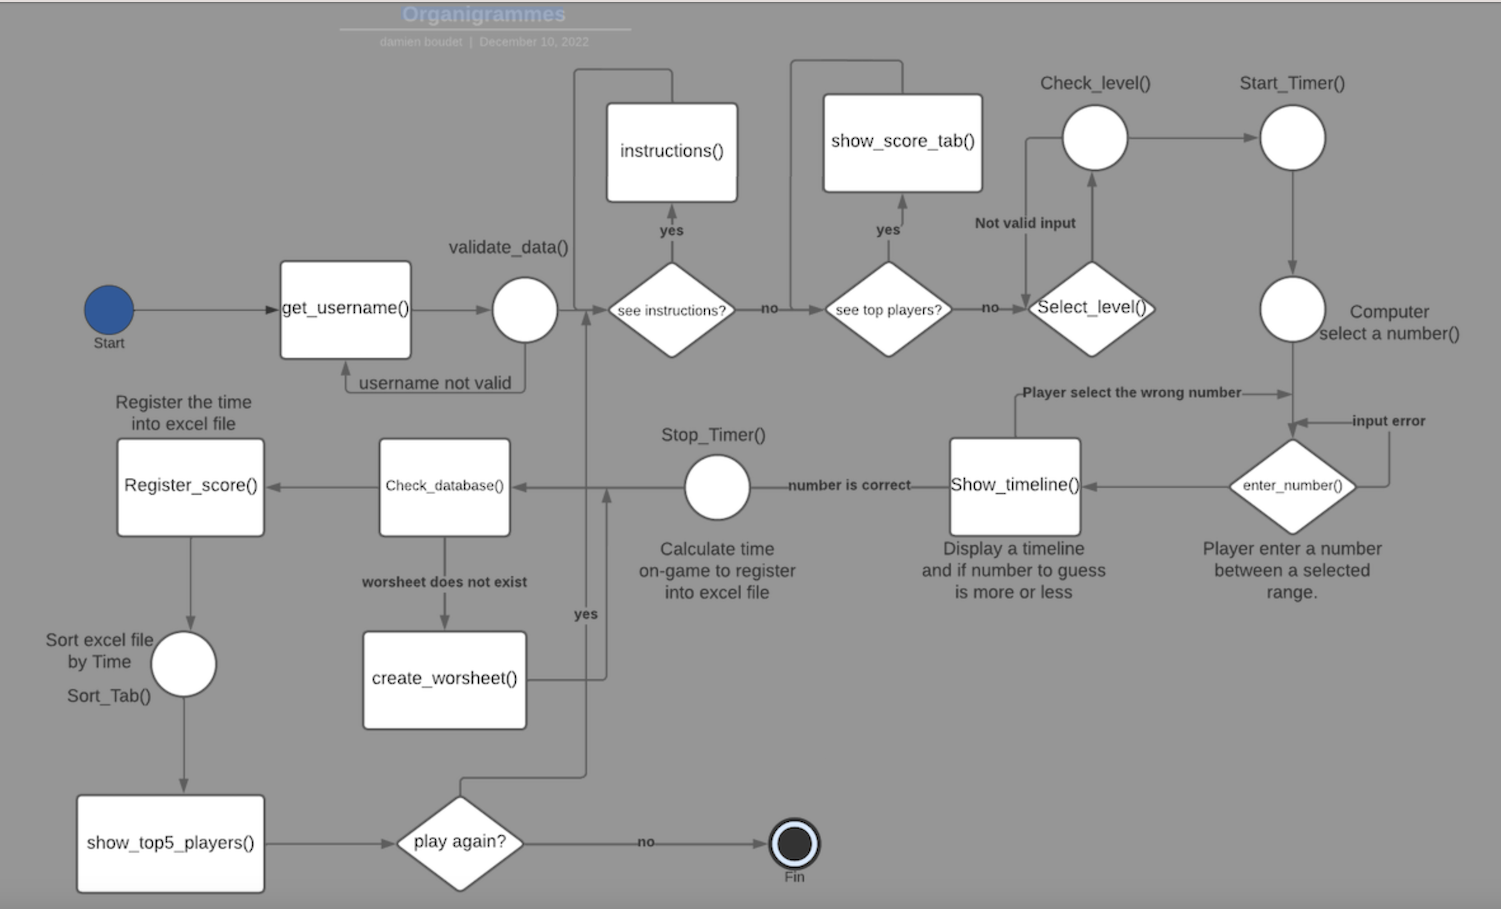 Organigrammes
damien boudet | December 10, 2022
Check_level()
Start_Timer()
instructions()
show_score_tab()
yes
yes
Not valid input
validate_data()
get_username()
see instructions?
no
see top players?
no
Select_level()
Computer
select a number()
Start
username not valid
Player select the wrong number
input error
Register the time
into excel file
Stop_Timer()
Register_score()
Check_database()
number is correct
Show_timeline()
enter_number()
Calculate time
on-game to register
into excel file
Display a timeline
and if number to guess
is more or less
Player enter a number
between a selected
range.
worsheet does not exist
yes
Sort excel file
by Time
Sort_Tab()
create_worsheet()
show_top5_players()
play again?
no
Fin